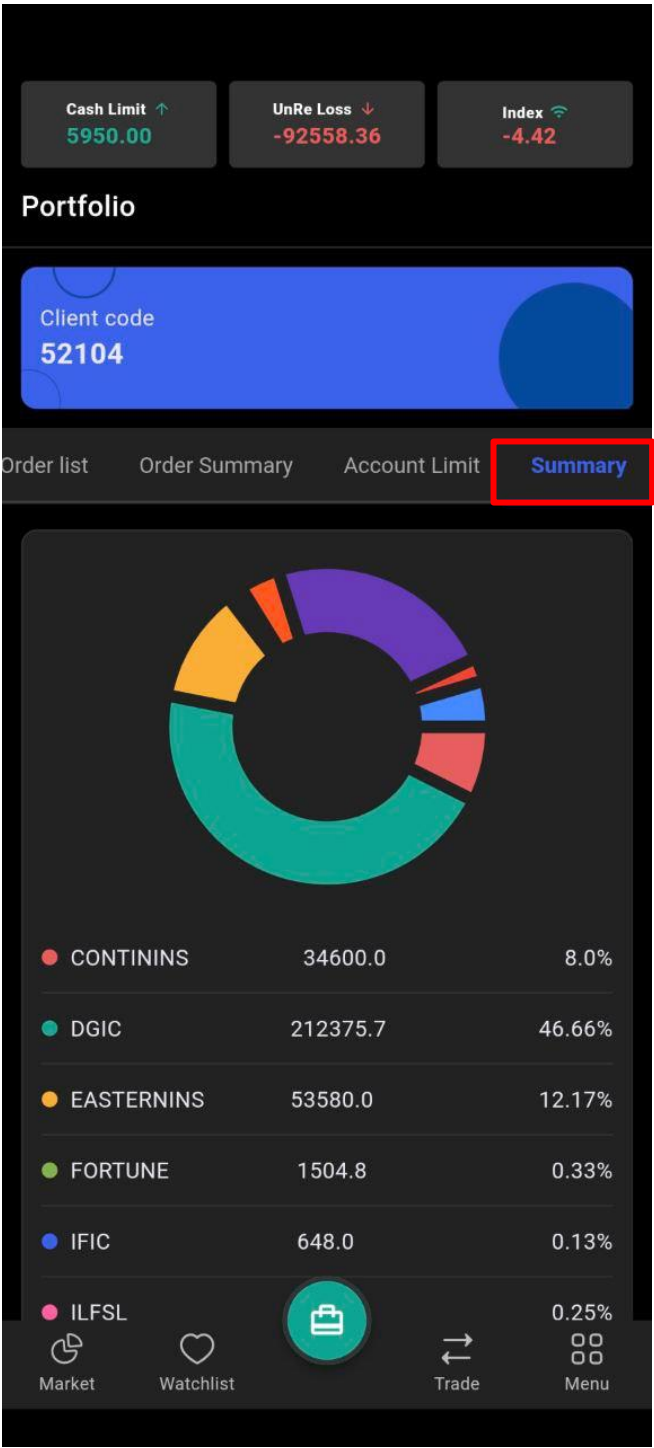 Cash Limit ↑ UnRe Loss ↓ Index
5950.00 -92558.36 -4.42
Portfolio
Client code
52104
Order list Order Summary Account Limit Summary
CONTININS 34600.0 8.0%
DGIC 212375.7 46.66%
EASTERNINS 53580.0 12.17%
FORTUNE 1504.8 0.33%
IFIC 648.0 0.13%
ILFSL 0.25%
Market Watchlist Trade Menu